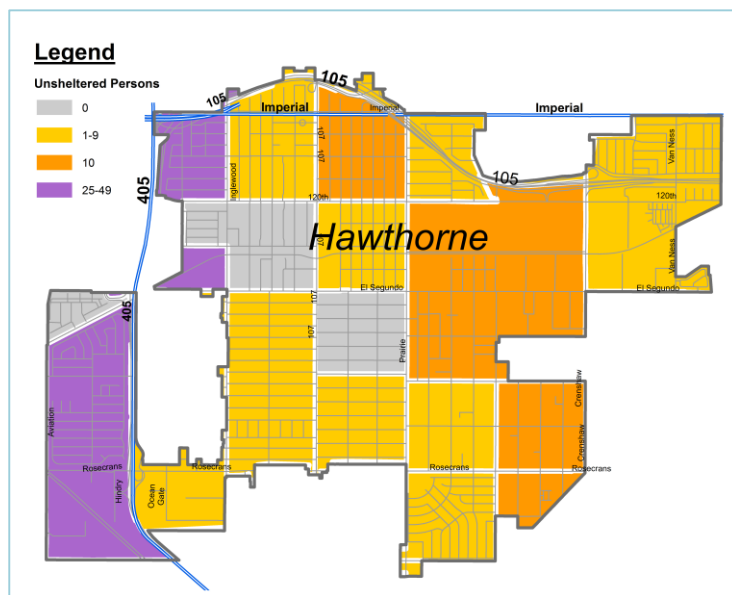 Legend
Unsheltered Persons
0
1-9
10
25-49
105
105
Imperial
Imperial
Imperial
107
107
Van Ness
405
Inglewood
105
120th
120th
Hawthorne
107
Van Ness
El Segundo
El Segundo
107
405
107
Prairie
Aviation
Crenshaw
Crenshaw
Rosecrans
Rosecrans
Rosecrans
Rosecrans
Hindry
Ocean
Gate